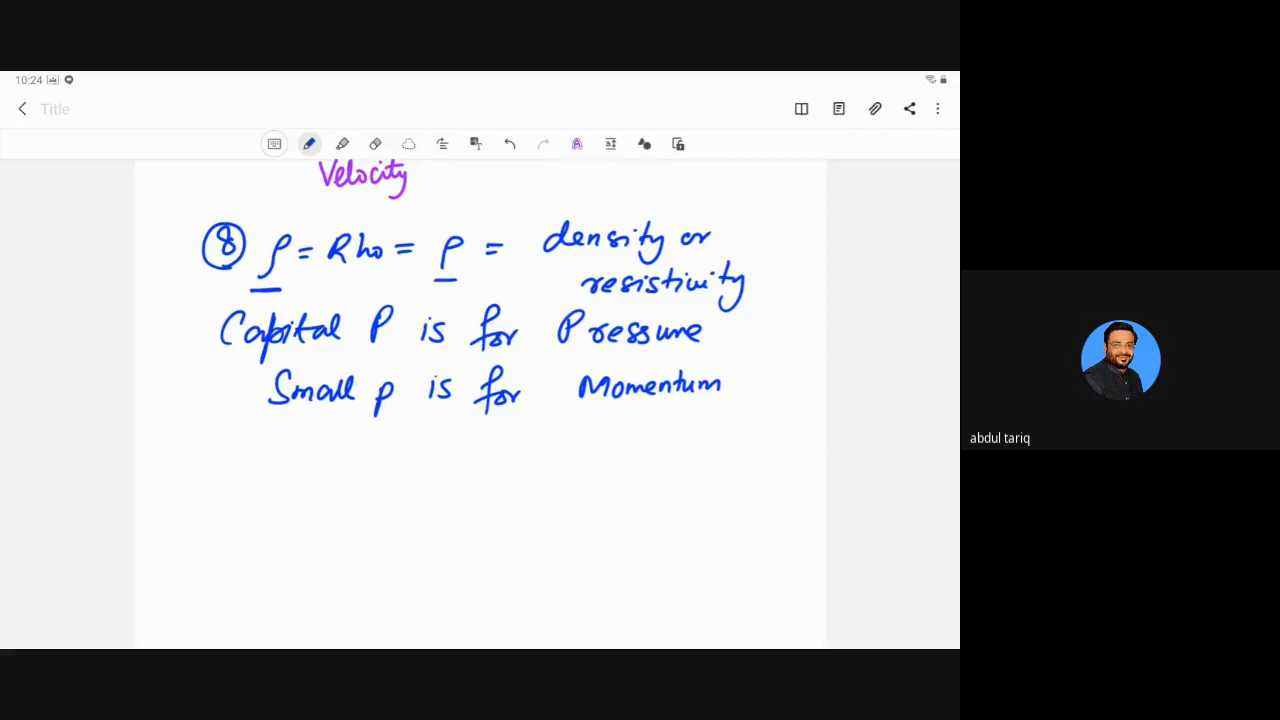 10:24
Title
Velocity
⑧ ρ = Rho = ρ = density or
resistivity
Capital P is for Pressure
Small p is for Momentum
abdul tariq